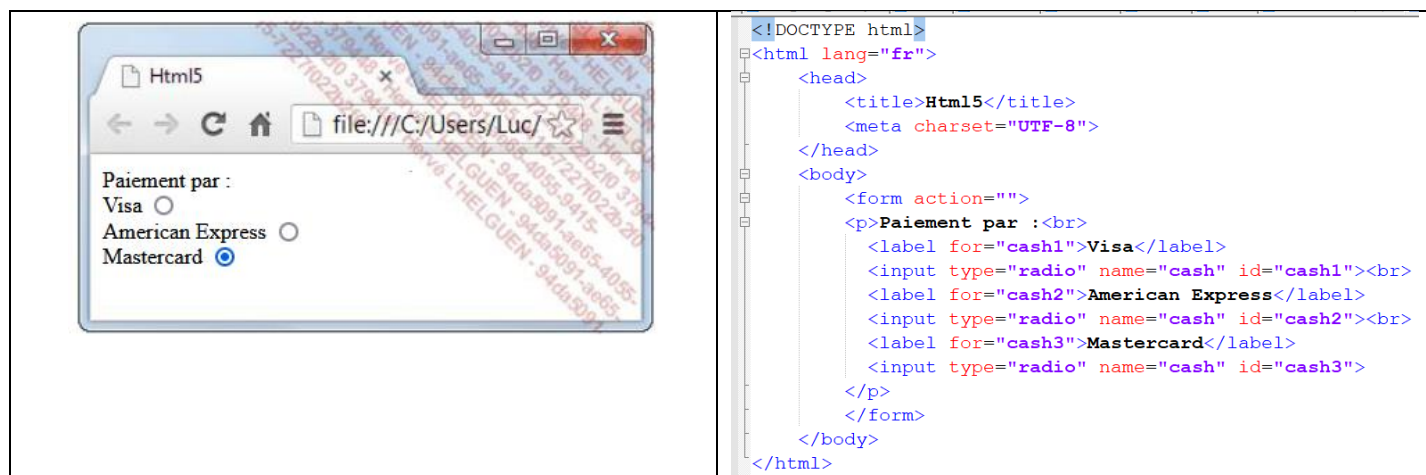 Html5
file:///C:/Users/Luc/
Paiement par :
Visa
American Express
Mastercard
<!DOCTYPE html>
<html lang="fr">
<head>
<title>Html5</title>
<meta charset="UTF-8">
</head>
<body>
<form action="">
<p>Paiement par :<br>
<label for="cash1">Visa</label>
<input type="radio" name="cash" id="cash1"><br>
<label for="cash2">American Express</label>
<input type="radio" name="cash" id="cash2"><br>
<label for="cash3">Mastercard</label>
<input type="radio" name="cash" id="cash3">
</p>
</form>
</body>
</html>